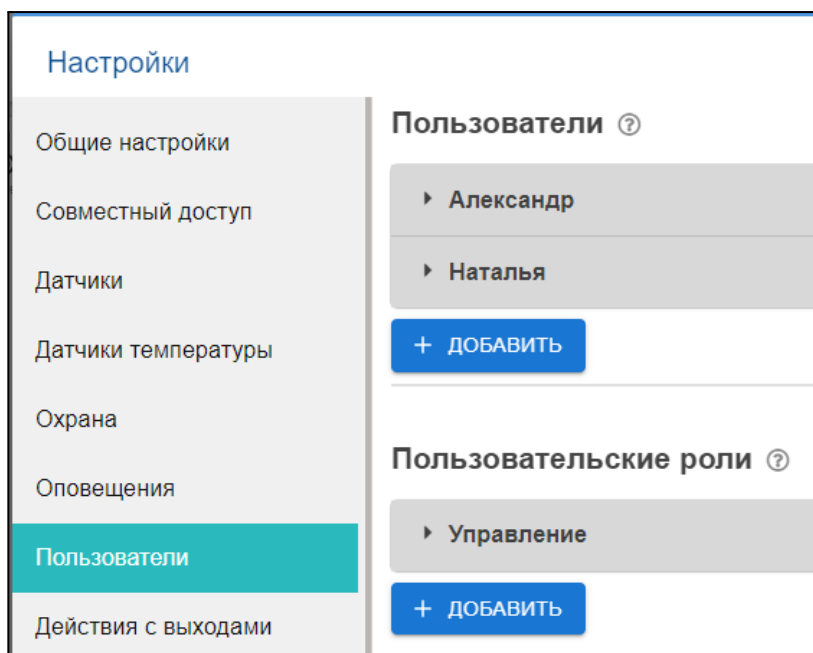 Настройки
Общие настройки
Совместный доступ
Датчики
Датчики температуры
Охрана
Оповещения
Пользователи
Действия с выходами
Пользователи ?
Александр
Наталья
+ ДОБАВИТЬ
Пользовательские роли ?
Управление
+ ДОБАВИТЬ